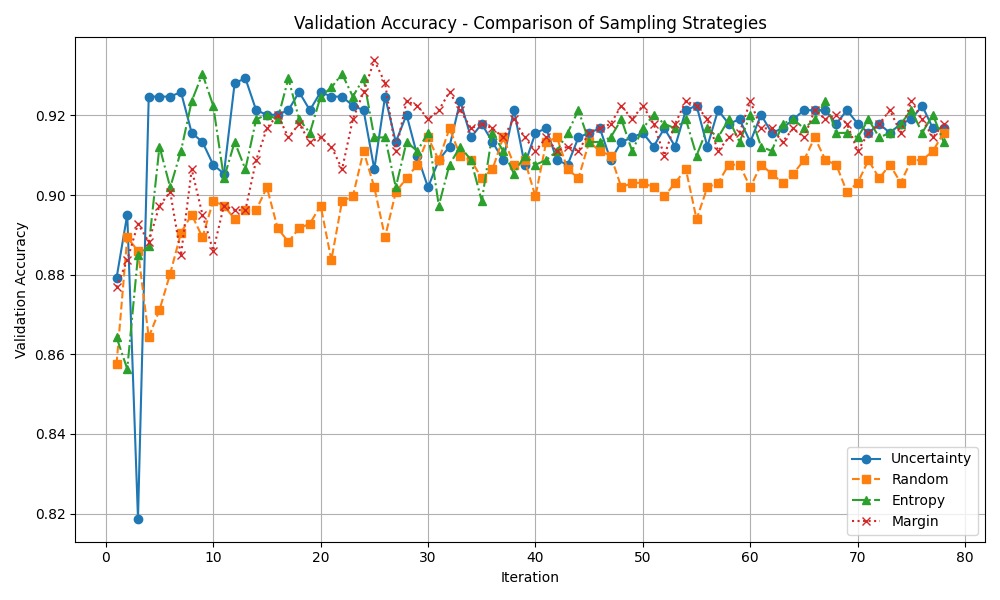 Validation Accuracy - Comparison of Sampling Strategies
Validation Accuracy
0.92
0.90
0.88
0.86
0.84
0.82
0
10
20
30
40
50
60
70
80
Iteration
Uncertainty
Random
Entropy
Margin